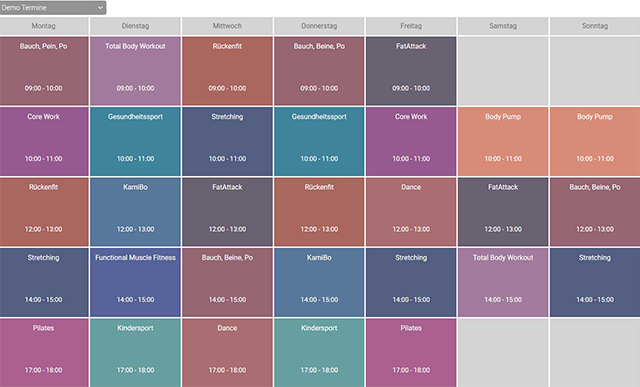 Demo Termine
Montag Dienstag Mittwoch Donnerstag Freitag Samstag Sonntag
Bauch, Pein, Po Total Body Workout Rückenfit Bauch, Beine, Po FatAttack
09:00 - 10:00 09:00 - 10:00 09:00 - 10:00 09:00 - 10:00 09:00 - 10:00
Core Work Gesundheitssport Stretching Gesundheitssport Core Work Body Pump Body Pump
10:00 - 11:00 10:00 - 11:00 10:00 - 11:00 10:00 - 11:00 10:00 - 11:00 10:00 - 11:00 10:00 - 11:00
Rückenfit KamiBo FatAttack Rückenfit Dance FatAttack Bauch, Beine, Po
12:00 - 13:00 12:00 - 13:00 12:00 - 13:00 12:00 - 13:00 12:00 - 13:00 12:00 - 13:00 12:00 - 13:00
Stretching Functional Muscle Fitness Bauch, Beine, Po KamiBo Stretching Total Body Workout Stretching
14:00 - 15:00 14:00 - 15:00 14:00 - 15:00 14:00 - 15:00 14:00 - 15:00 14:00 - 15:00 14:00 - 15:00
Pilates Kindersport Dance Kindersport Pilates
17:00 - 18:00 17:00 - 18:00 17:00 - 18:00 17:00 - 18:00 17:00 - 18:00